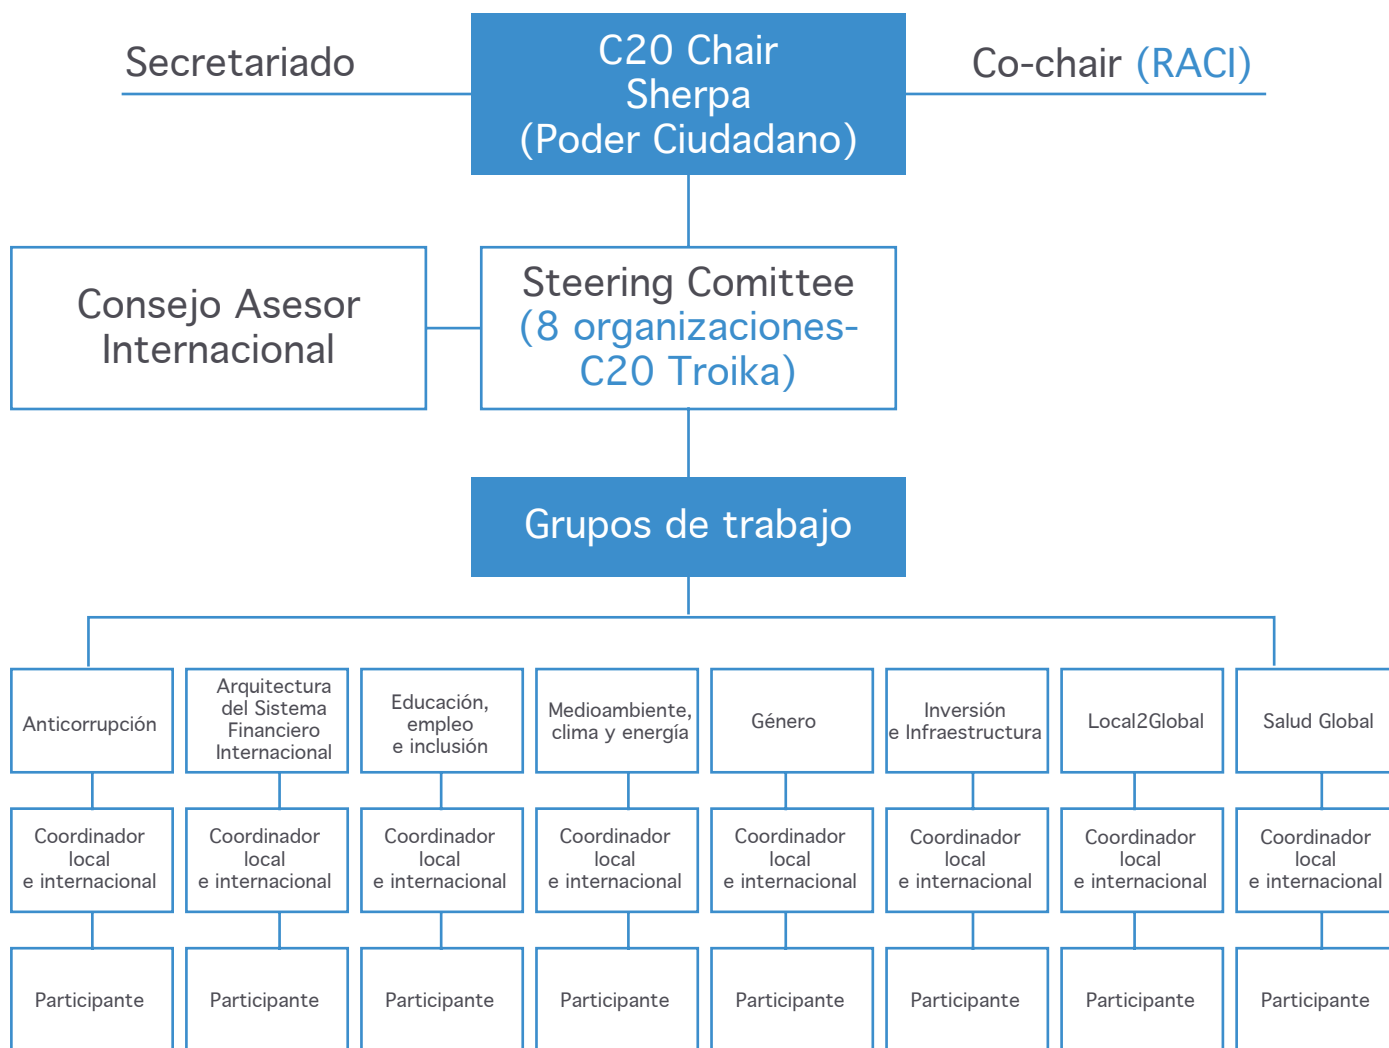 Secretariado
C20 Chair
Sherpa
(Poder Ciudadano)
Co-chair (RACI)
Consejo Asesor
Internacional
Steering Comittee
(8 organizaciones-
C20 Troika)
Grupos de trabajo
Anticorrupción
Arquitectura
del Sistema
Financiero
Internacional
Educación,
empleo
e inclusión
Medioambiente,
clima y energía
Género
Inversión
e Infraestructura
Local2Global
Salud Global
Coordinador
local
e internacional
Coordinador
local
e internacional
Coordinador
local
e internacional
Coordinador
local
e internacional
Coordinador
local
e internacional
Coordinador
local
e internacional
Coordinador
local
e internacional
Coordinador
local
e internacional
Participante
Participante
Participante
Participante
Participante
Participante
Participante
Participante